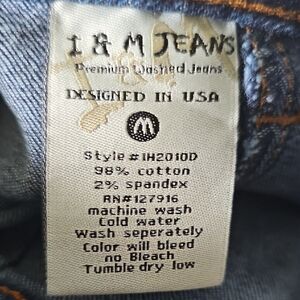 I & M JEANS
Premium Washed Jeans
DESIGNED IN USA
M
Style #IH2010D
98% cotton
2% spandex
RN#127916
machine wash
Cold water
Wash seperately
Color will bleed
no Bleach
Tumble dry low